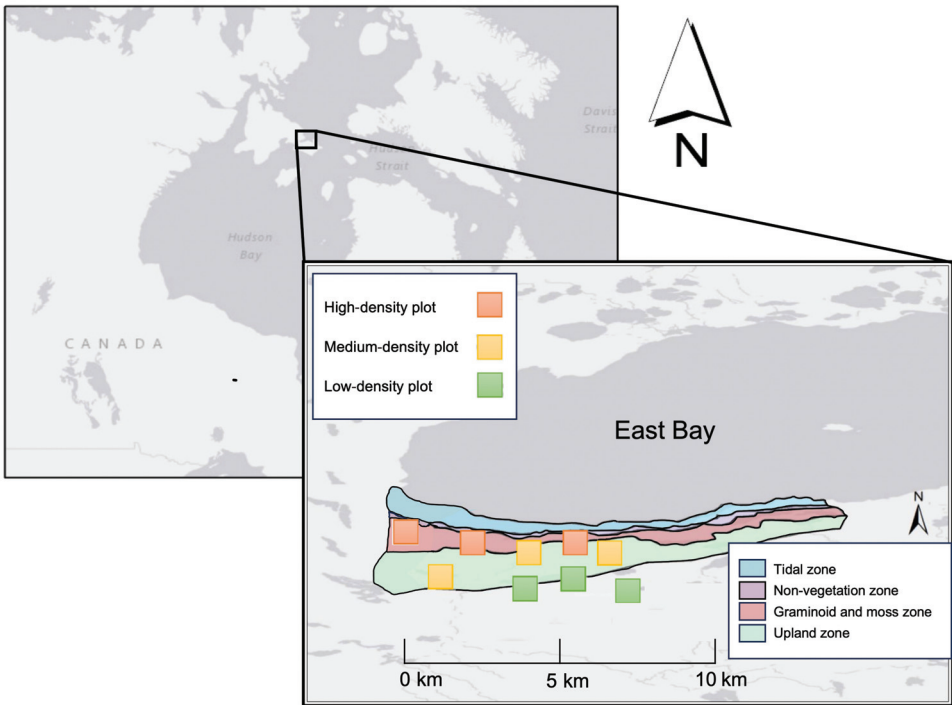 Davis
Strait
N
Hudson
Strait
Hudson
Bay
CANADA
High-density plot
Medium-density plot
Low-density plot
East Bay
N
Tidal zone
Non-vegetation zone
Graminoid and moss zone
Upland zone
0 km 5 km 10 km